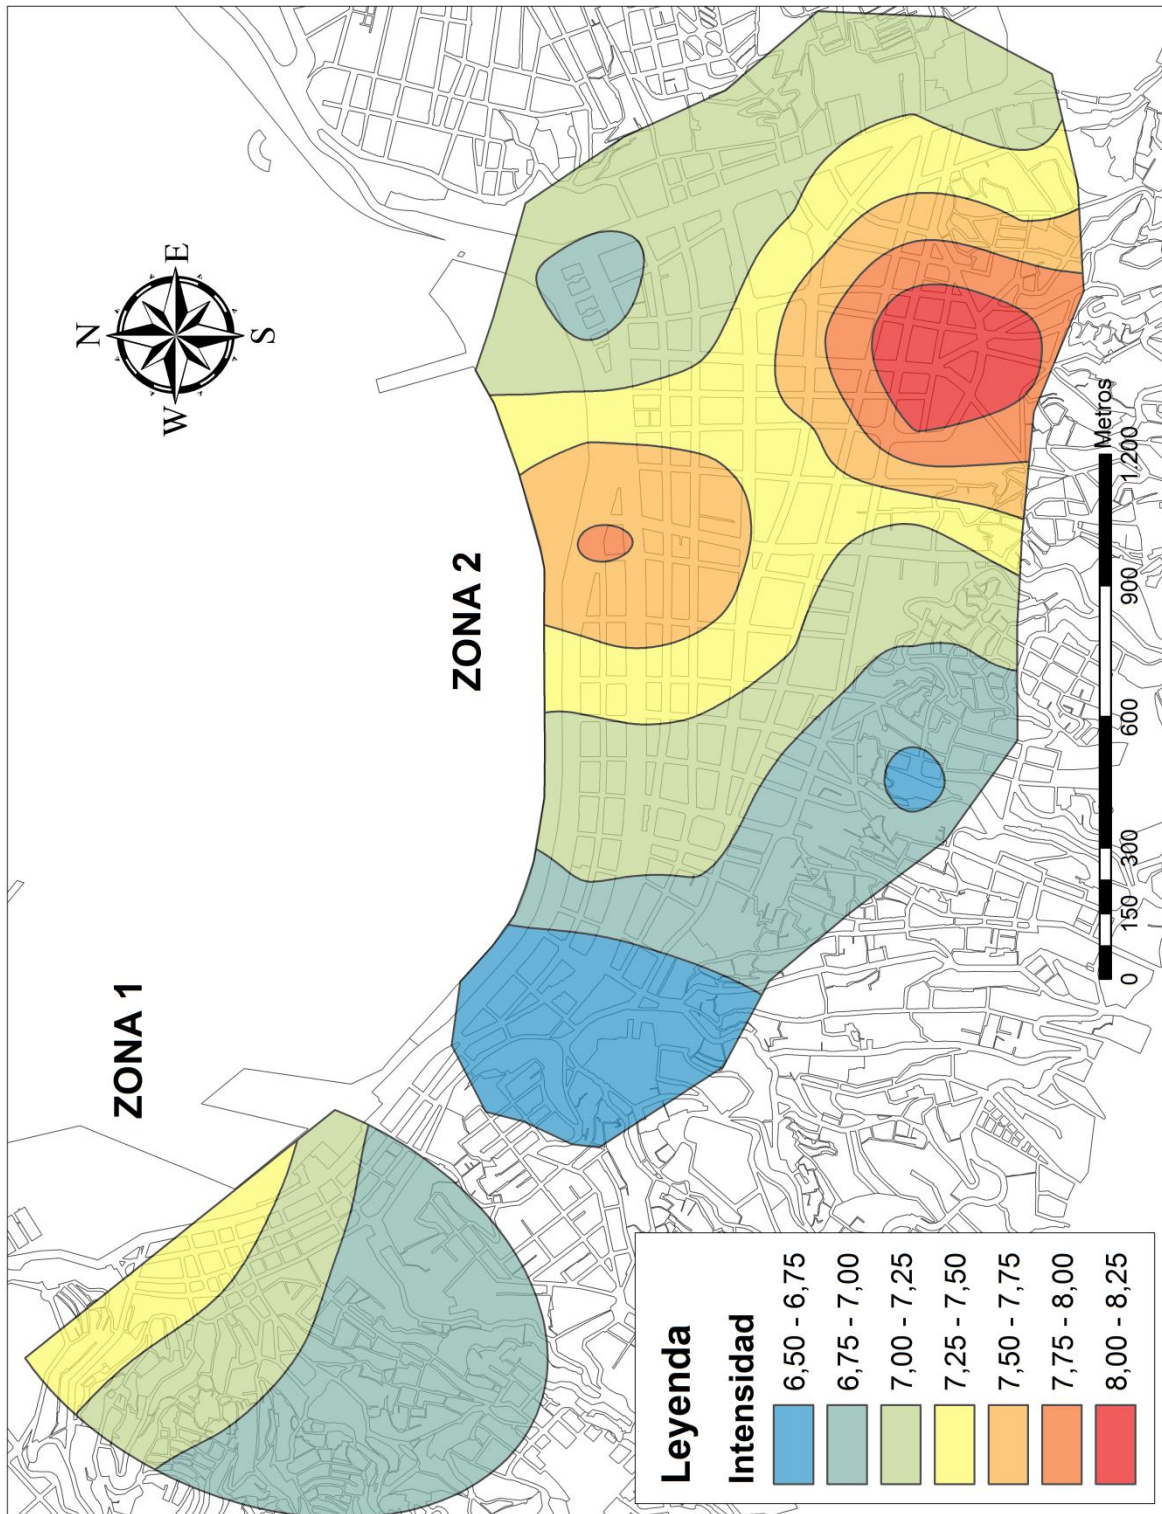 N
W
E
S
ZONA 1
ZONA 2
Metros
0 150 300 600 900 1.200
Leyenda
Intensidad
6,50 - 6,75
6,75 - 7,00
7,00 - 7,25
7,25 - 7,50
7,50 - 7,75
7,75 - 8,00
8,00 - 8,25